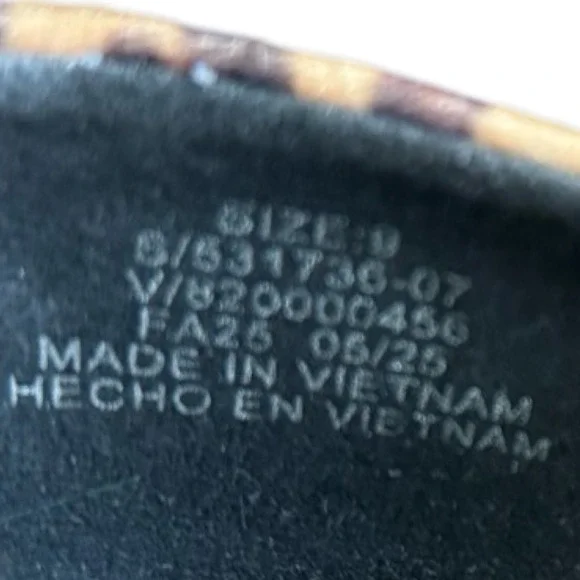 SIZE:9
S/531736-07
V/820000456
FA25 05/25
MADE IN VIETNAM
HECHO EN VIETNAM